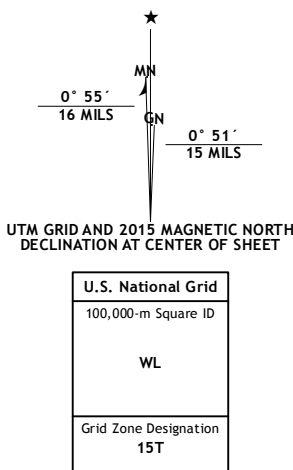 ★
MN
0° 55´
16 MILS
GN
0° 51´
15 MILS
UTM GRID AND 2015 MAGNETIC NORTH
DECLINATION AT CENTER OF SHEET
U.S. National Grid
100,000-m Square ID
WL
Grid Zone Designation
15T